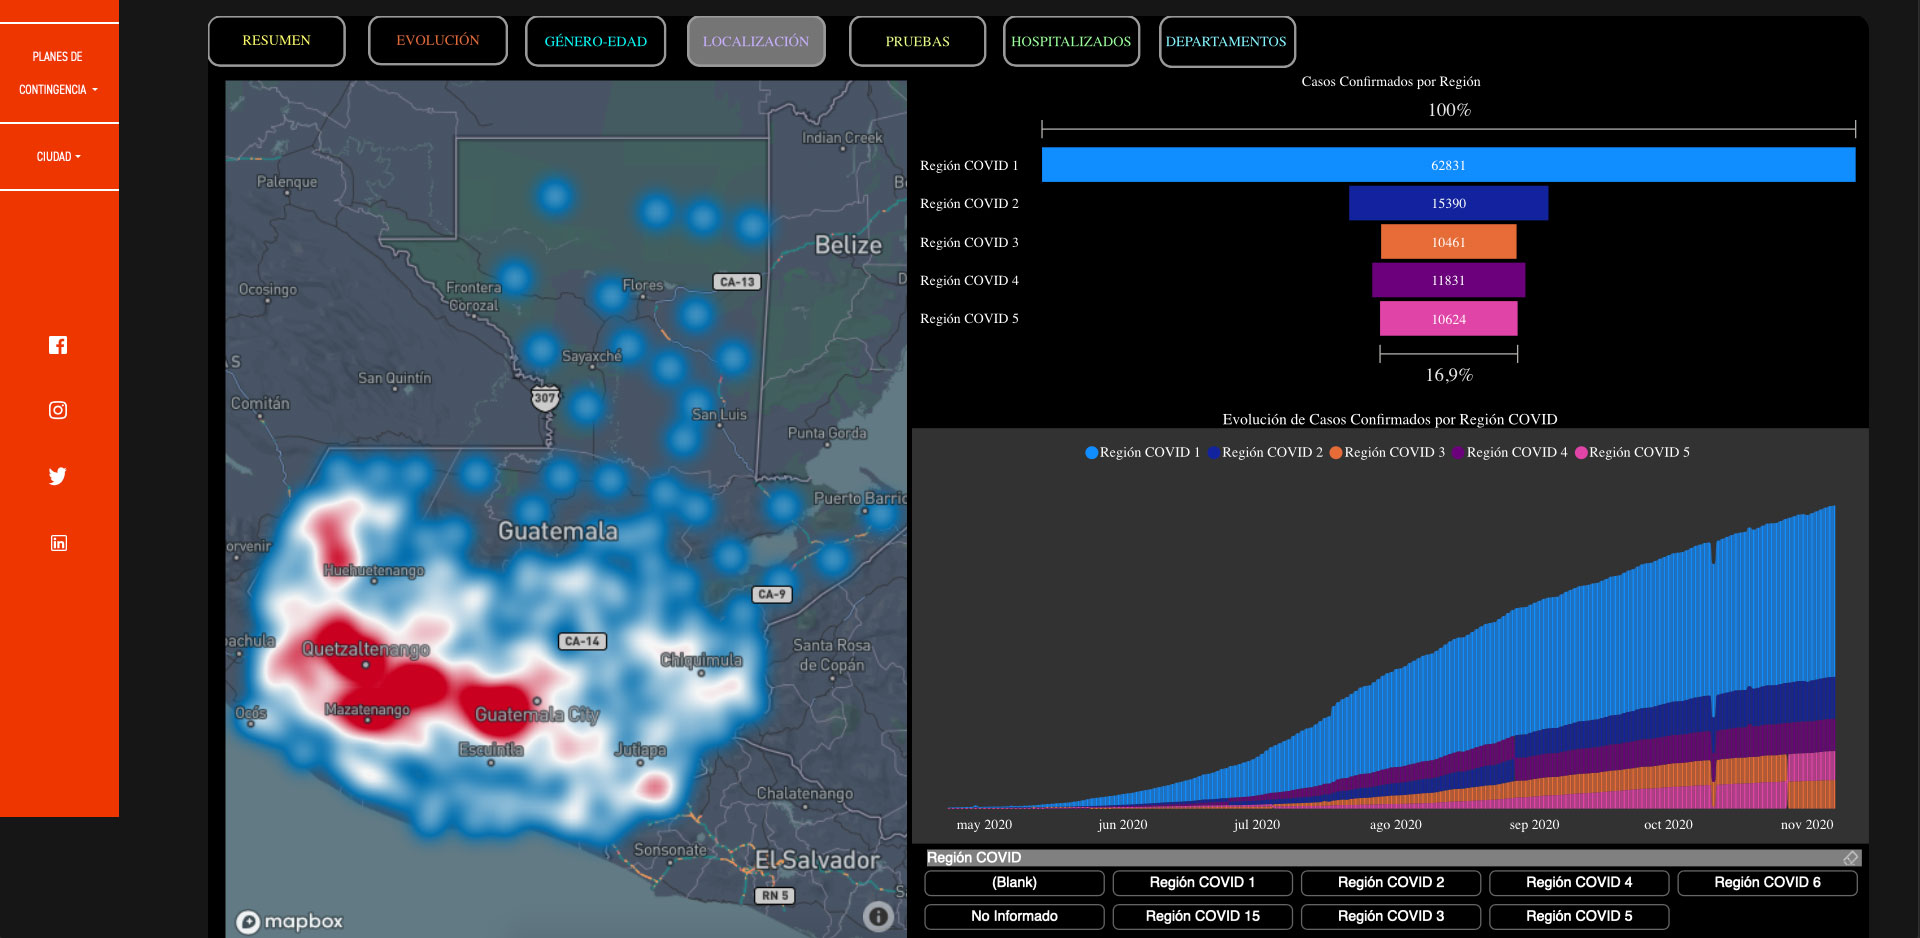 PLANES DE
CONTINGENCIA
CIUDAD
RESUMEN
EVOLUCIÓN
GÉNERO-EDAD
LOCALIZACIÓN
PRUEBAS
HOSPITALIZADOS
DEPARTAMENTOS
Indian Creek
Palenque
Belize
CA-13
Flores
Frontera
Corozal
Ocosingo
Sayaxché
San Quintín
307
Comitán
San Luis
Punta Gorda
Puerto Barrio
Guatemala
Huehuetenango
CA-9
CA-14
Quetzaltenango
Chiquimula
Santa Rosa
de Copán
Ocós
Mazatenango
Guatemala City
Escuintla
Jutiapa
Chalatenango
Sonsonate
El Salvador
RN 5
mapbox
Casos Confirmados por Región
100%
Región COVID 1 62831
Región COVID 2 15390
Región COVID 3 10461
Región COVID 4 11831
Región COVID 5 10624
16,9%
Evolución de Casos Confirmados por Región COVID
Región COVID 1 Región COVID 2 Región COVID 3 Región COVID 4 Región COVID 5
may 2020 jun 2020 jul 2020 ago 2020 sep 2020 oct 2020 nov 2020
Región COVID
(Blank) Región COVID 1 Región COVID 2 Región COVID 4 Región COVID 6
No Informado Región COVID 15 Región COVID 3 Región COVID 5